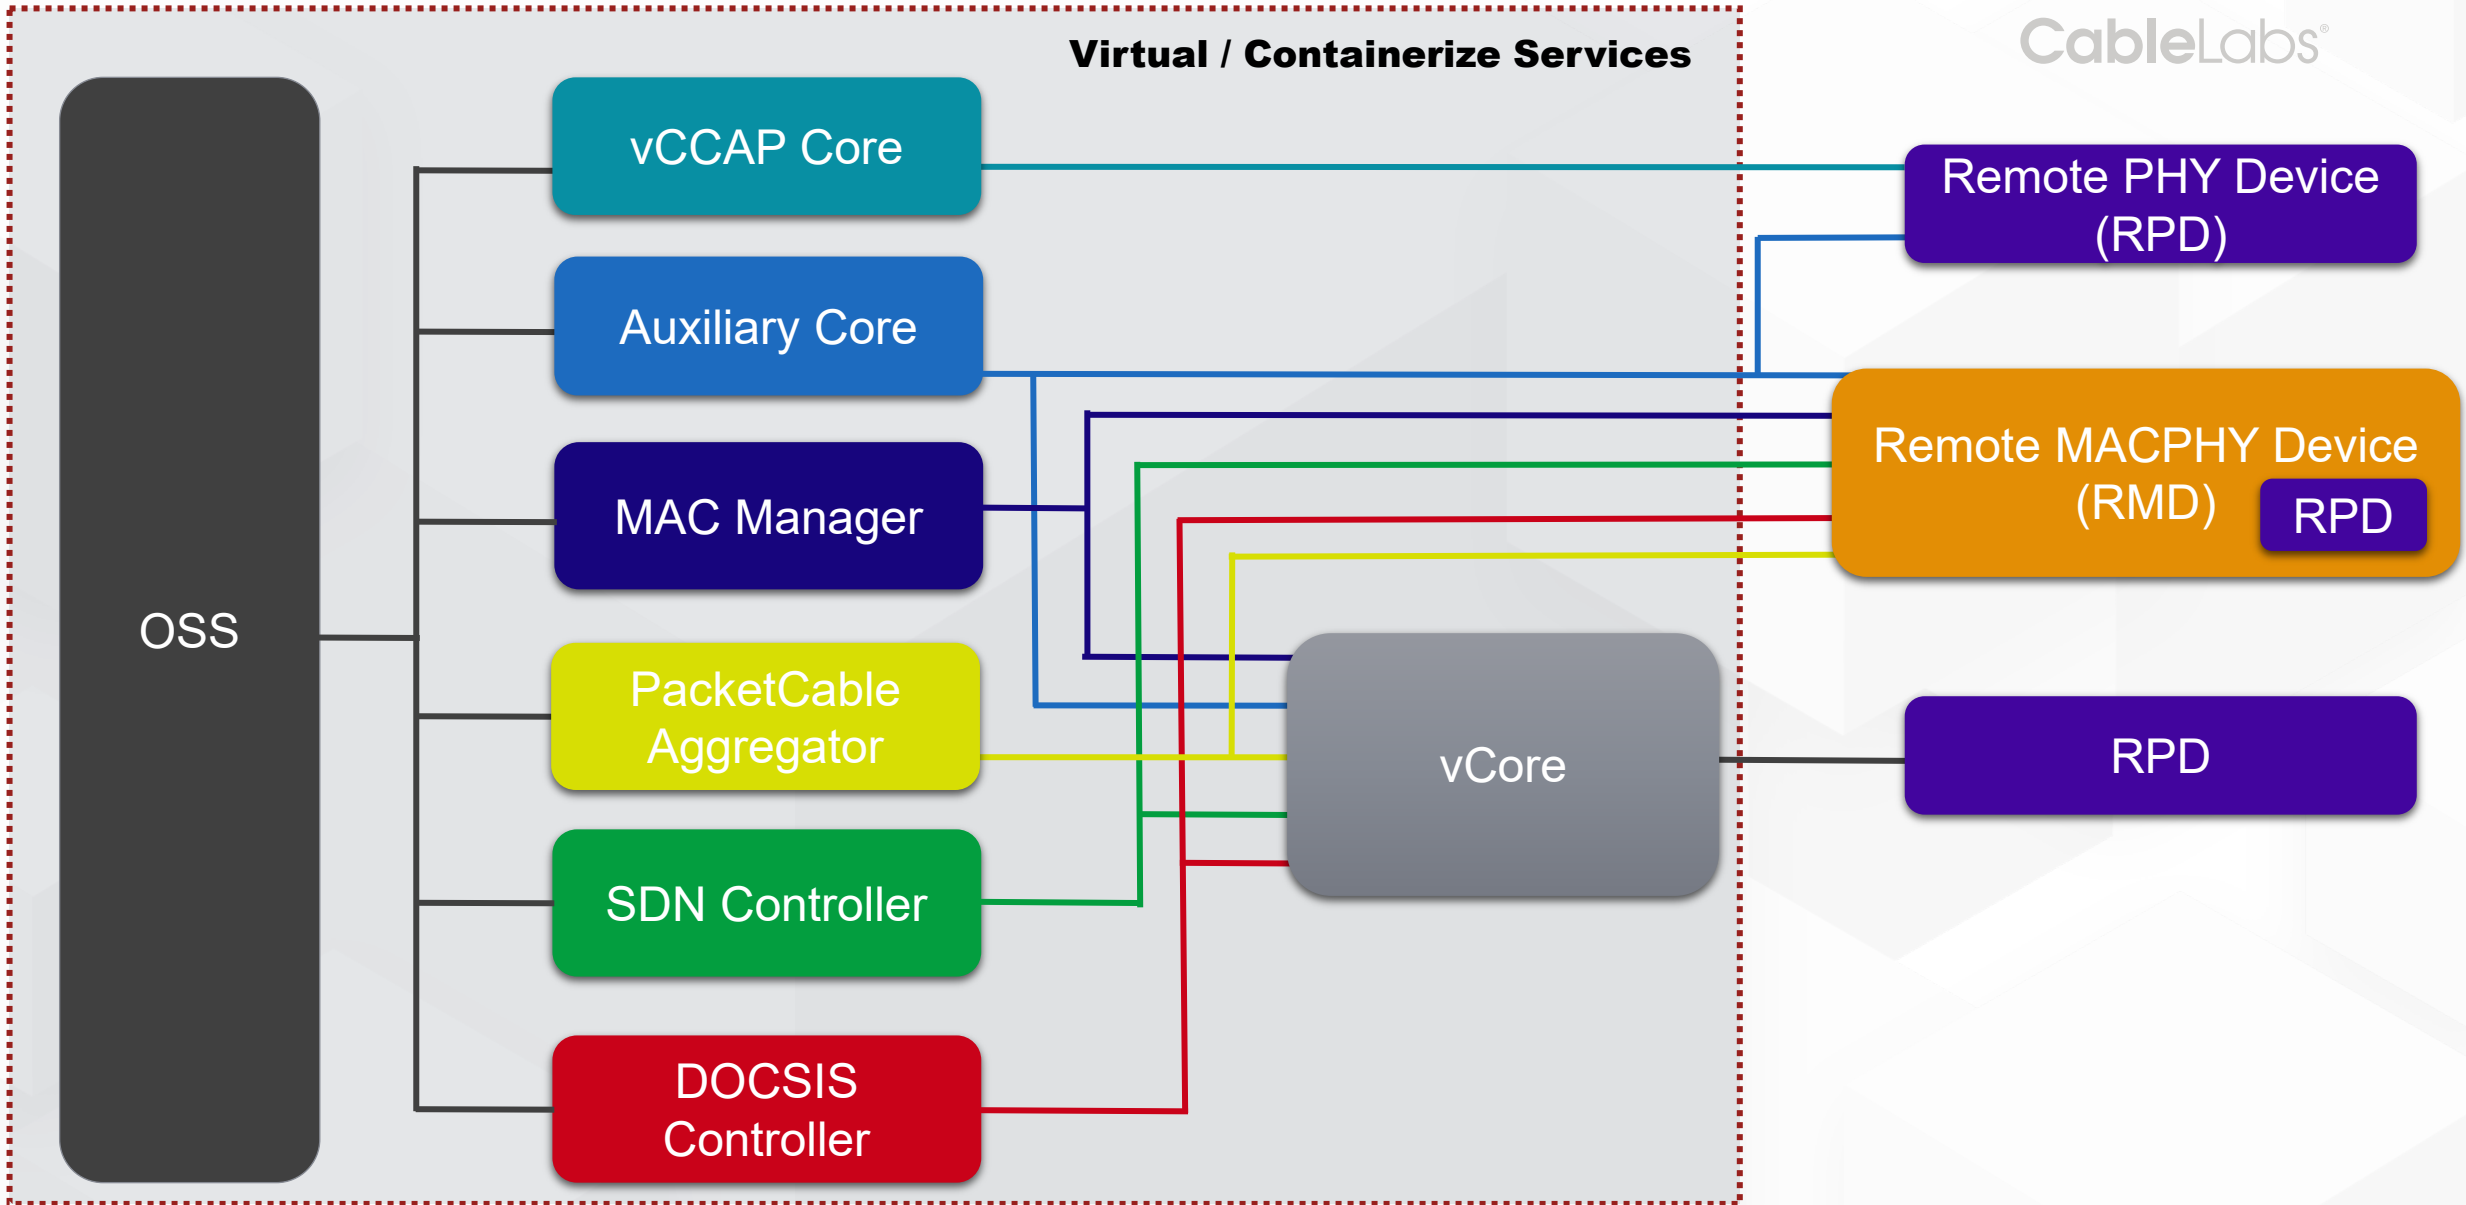 Virtual / Containerize Services
CableLabs®
OSS
vCCAP Core
Auxiliary Core
MAC Manager
PacketCable
Aggregator
SDN Controller
DOCSIS
Controller
vCore
Remote PHY Device
(RPD)
Remote MACPHY Device
(RMD)
RPD
RPD